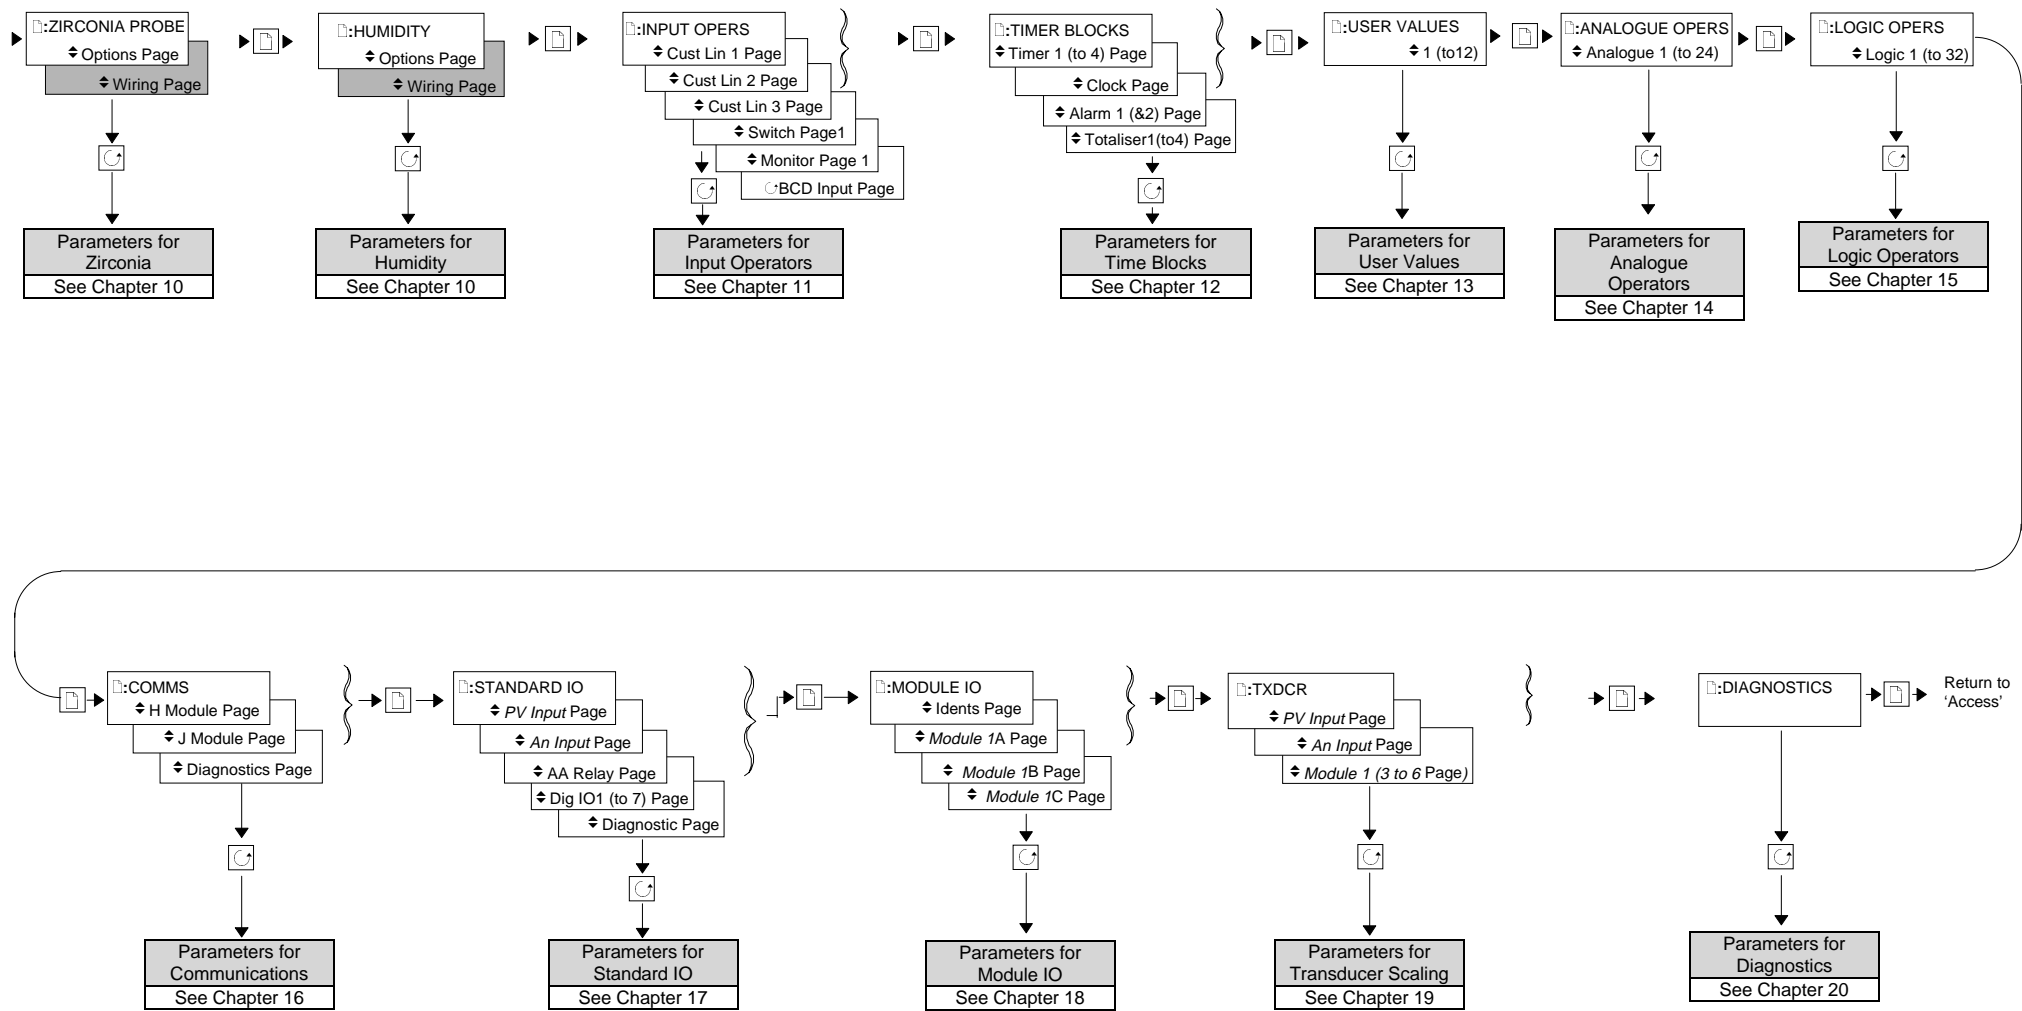 :ZIRCONIA PROBE
Options Page
Wiring Page
Parameters for
Zirconia
See Chapter 10
:HUMIDITY
Options Page
Wiring Page
Parameters for
Humidity
See Chapter 10
:INPUT OPERS
Cust Lin 1 Page
Cust Lin 2 Page
Cust Lin 3 Page
Switch Page1
Monitor Page 1
BCD Input Page
Parameters for
Input Operators
See Chapter 11
:TIMER BLOCKS
Timer 1 (to 4) Page
Clock Page
Alarm 1 (&2) Page
Totaliser1(to4) Page
Parameters for
Time Blocks
See Chapter 12
:USER VALUES
1 (to12)
Parameters for
User Values
See Chapter 13
:ANALOGUE OPERS
Analogue 1 (to 24)
Parameters for
Analogue
Operators
See Chapter 14
:LOGIC OPERS
Logic 1 (to 32)
Parameters for
Logic Operators
See Chapter 15
:COMMS
H Module Page
J Module Page
Diagnostics Page
Parameters for
Communications
See Chapter 16
:STANDARD IO
PV Input Page
An Input Page
AA Relay Page
Dig IO1 (to 7) Page
Diagnostic Page
Parameters for
Standard IO
See Chapter 17
:MODULE IO
Idents Page
Module 1A Page
Module 1B Page
Module 1C Page
Parameters for
Module IO
See Chapter 18
:TXDCR
PV Input Page
An Input Page
Module 1 (3 to 6 Page)
Parameters for
Transducer Scaling
See Chapter 19
:DIAGNOSTICS
Parameters for
Diagnostics
See Chapter 20
Return to
‘Access’